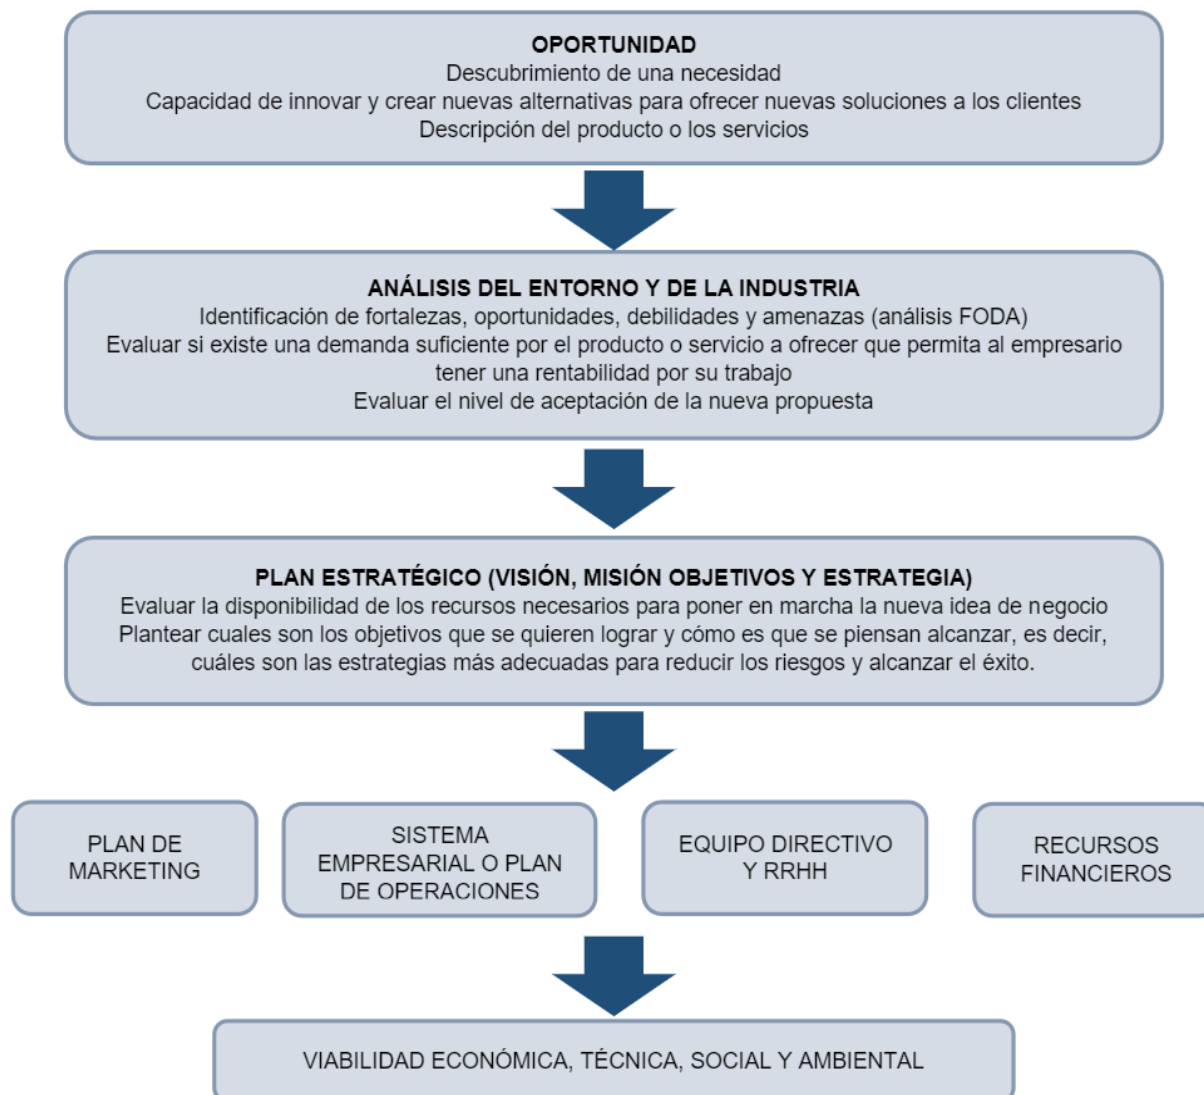 OPORTUNIDAD
Descubrimiento de una necesidad
Capacidad de innovar y crear nuevas alternativas para ofrecer nuevas soluciones a los clientes
Descripción del producto o los servicios
ANÁLISIS DEL ENTORNO Y DE LA INDUSTRIA
Identificación de fortalezas, oportunidades, debilidades y amenazas (análisis FODA)
Evaluar si existe una demanda suficiente por el producto o servicio a ofrecer que permita al empresario
tener una rentabilidad por su trabajo
Evaluar el nivel de aceptación de la nueva propuesta
PLAN ESTRATÉGICO (VISIÓN, MISIÓN OBJETIVOS Y ESTRATEGIA)
Evaluar la disponibilidad de los recursos necesarios para poner en marcha la nueva idea de negocio
Plantear cuales son los objetivos que se quieren lograr y cómo es que se piensan alcanzar, es decir,
cuáles son las estrategias más adecuadas para reducir los riesgos y alcanzar el éxito.
PLAN DE
MARKETING
SISTEMA
EMPRESARIAL O PLAN
DE OPERACIONES
EQUIPO DIRECTIVO
Y RRHH
RECURSOS
FINANCIEROS
VIABILIDAD ECONÓMICA, TÉCNICA, SOCIAL Y AMBIENTAL